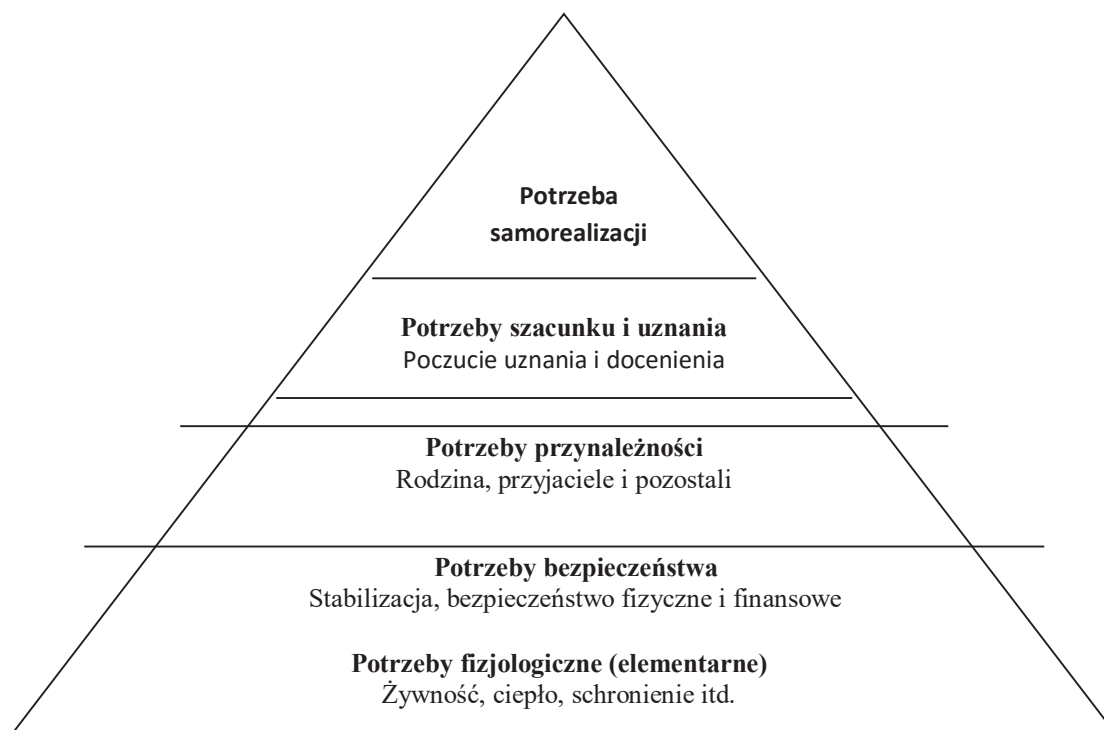 Potrzeba
samorealizacji
Potrzeby szacunku i uznania
Poczucie uznania i docenienia
Potrzeby przynależności
Rodzina, przyjaciele i pozostali
Potrzeby bezpieczeństwa
Stabilizacja, bezpieczeństwo fizyczne i finansowe
Potrzeby fizjologiczne (elementarne)
Żywność, ciepło, schronienie itd.